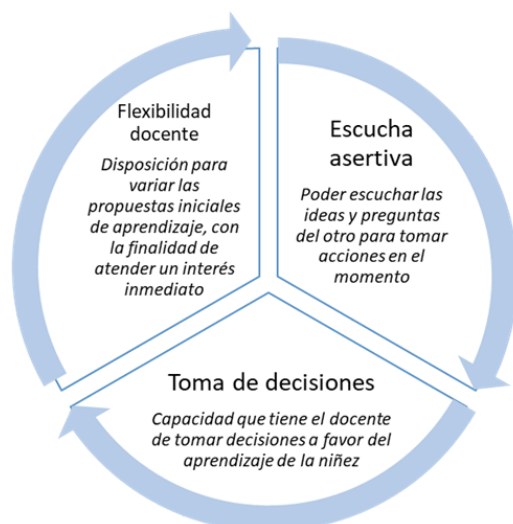 Flexibilidad
docente
Disposición para
variar las
propuestas iniciales
de aprendizaje, con
la finalidad de
atender un interés
inmediato
Escucha
asertiva
Poder escuchar las
ideas y preguntas
del otro para tomar
acciones en el
momento
Toma de decisiones
Capacidad que tiene el docente
de tomar decisiones a favor del
aprendizaje de la niñez